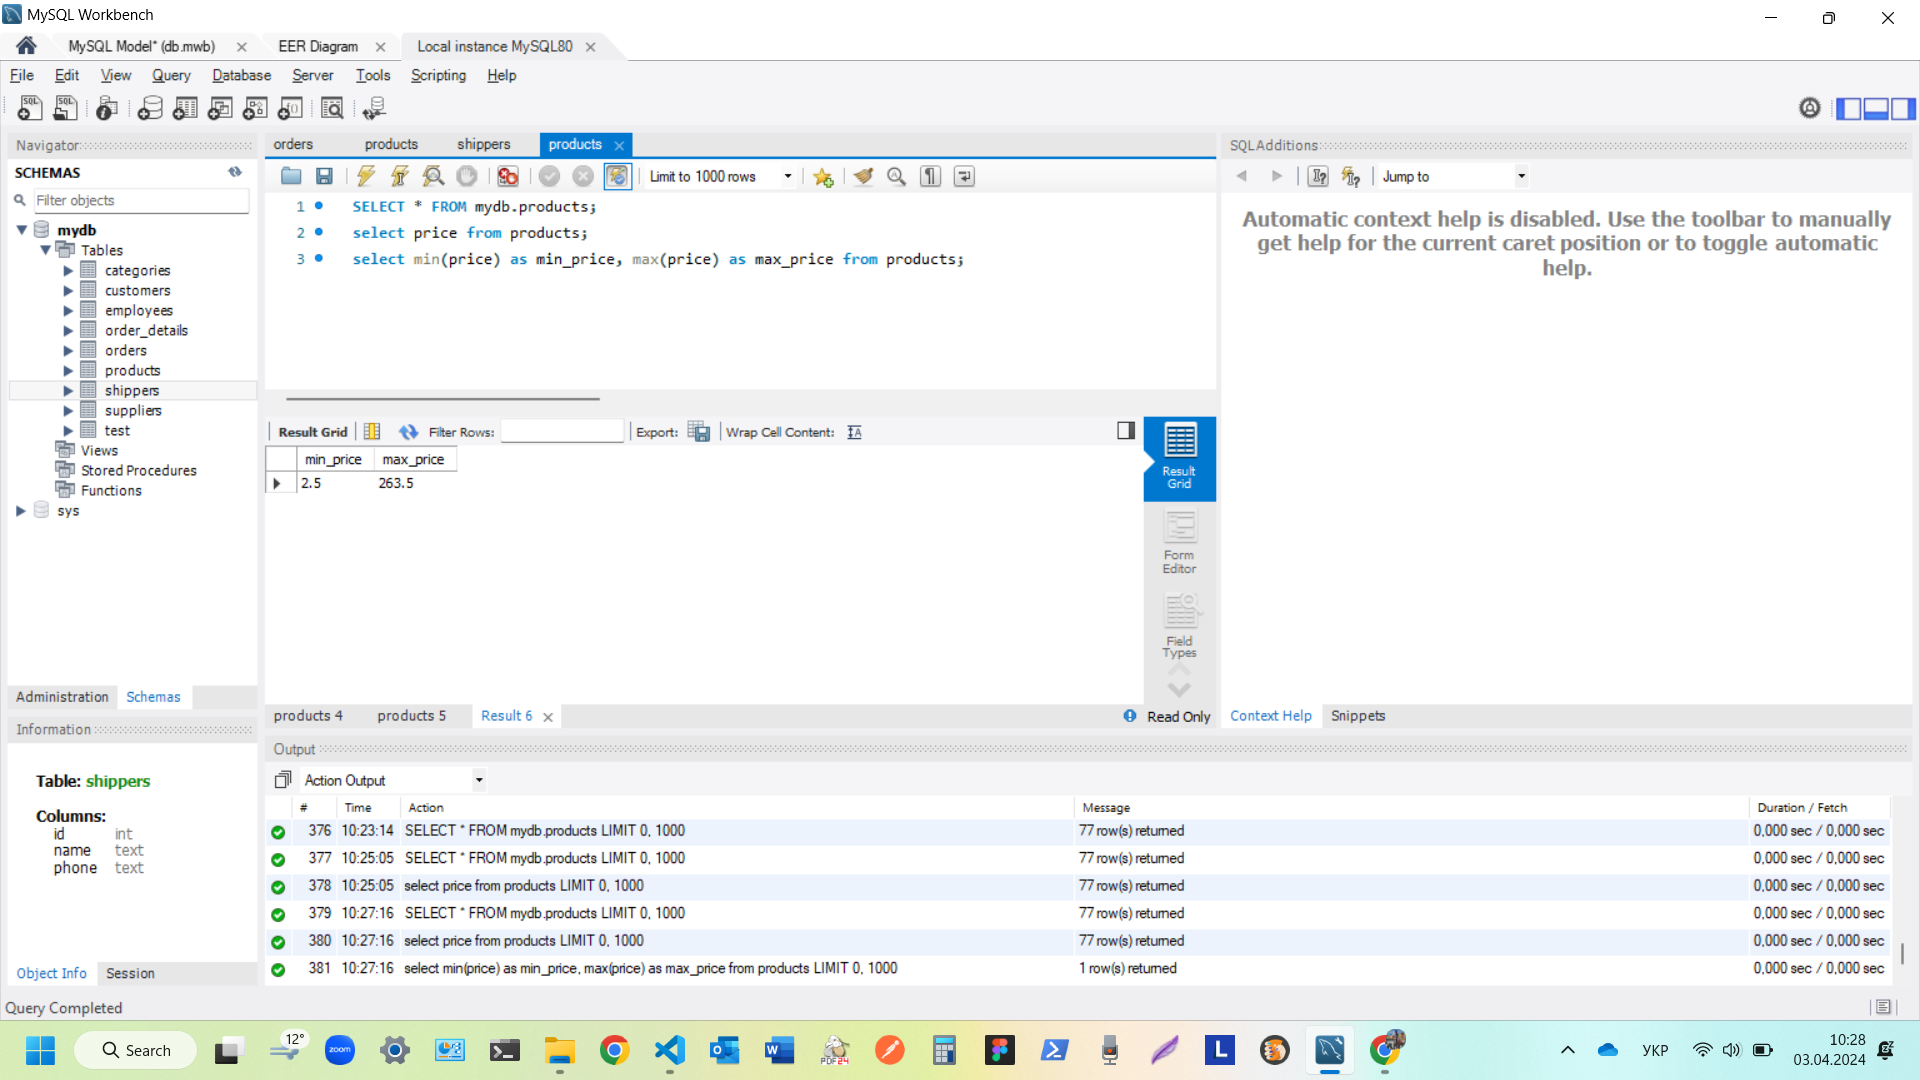 MySQL Workbench
MySQL Model* (db.mwb)
EER Diagram
Local instance MySQL80
File Edit View Query Database Server Tools Scripting Help
Navigator
SCHEMAS
Filter objects
mydb
Tables
categories
customers
employees
order_details
orders
products
shippers
suppliers
test
Views
Stored Procedures
Functions
sys
Administration Schemas
Information
Table: shippers
Columns:
id int
name text
phone text
Object Info Session
orders products shippers products
Limit to 1000 rows
1 SELECT * FROM mydb.products;
2 select price from products;
3 select min(price) as min_price, max(price) as max_price from products;
Result Grid Filter Rows: Export: Wrap Cell Content:
min_price max_price
2.5 263.5
Result
Grid
Form
Editor
Field
Types
products 4 products 5 Result 6 Read Only
SQLAdditions
Jump to
Automatic context help is disabled. Use the toolbar to manually
get help for the current caret position or to toggle automatic
help.
Context Help Snippets
Output
Action Output
# Time Action Message Duration / Fetch
376 10:23:14 SELECT * FROM mydb.products LIMIT 0, 1000 77 row(s) returned 0,000 sec / 0,000 sec
377 10:25:05 SELECT * FROM mydb.products LIMIT 0, 1000 77 row(s) returned 0,000 sec / 0,000 sec
378 10:25:05 select price from products LIMIT 0, 1000 77 row(s) returned 0,000 sec / 0,000 sec
379 10:27:16 SELECT * FROM mydb.products LIMIT 0, 1000 77 row(s) returned 0,000 sec / 0,000 sec
380 10:27:16 select price from products LIMIT 0, 1000 77 row(s) returned 0,000 sec / 0,000 sec
381 10:27:16 select min(price) as min_price, max(price) as max_price from products LIMIT 0, 1000 1 row(s) returned 0,000 sec / 0,000 sec
Query Completed
Search
12°
zoom
PDF24
L
УКР
10:28
03.04.2024